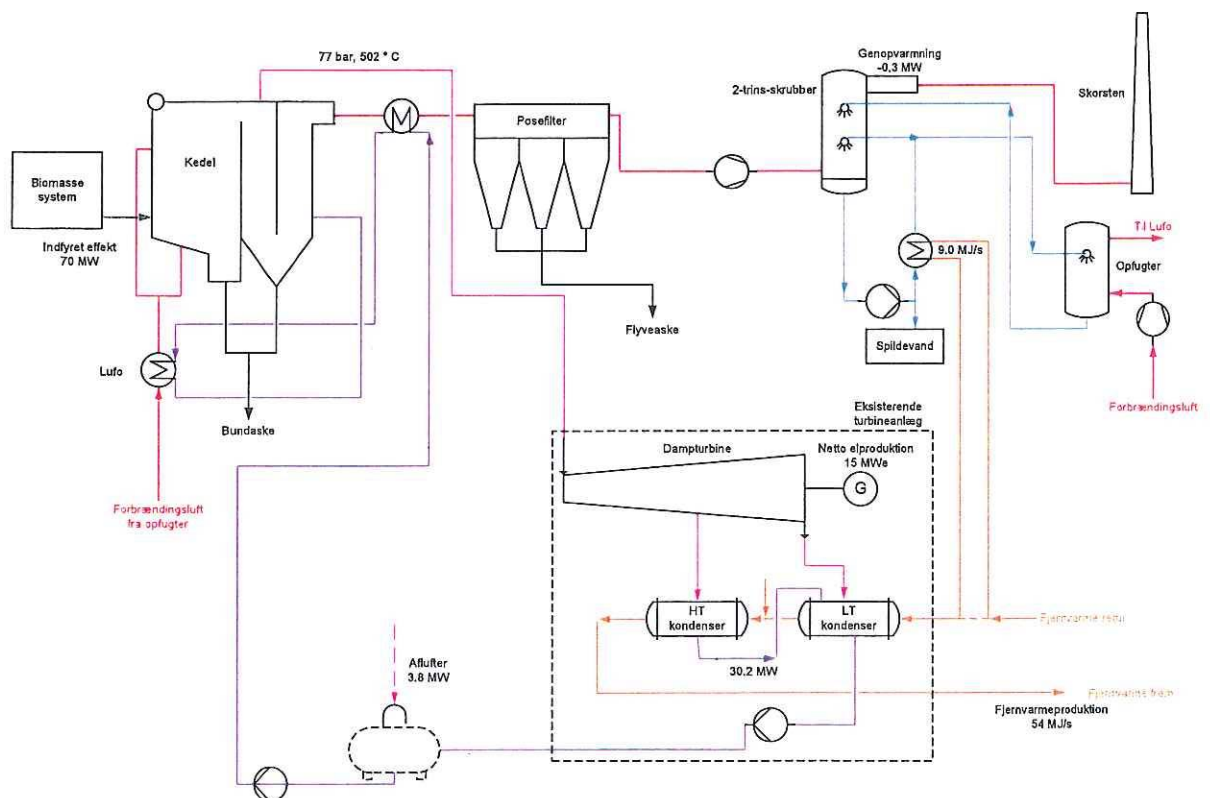 77 bar, 502 ° C
Genopvarmning
-0,3 MW
2-trins-skrubber
Skorsten
Posefilter
Kedel
Biomasse
system
Indfyret effekt
70 MW
Til Lufo
9.0 MJ/s
Opfugter
Flyveaske
Spildevand
Lufo
Forbrændingsluft
Bundaske
Eksisterende
turbineanlæg
Dampturbine
Netto elproduktion
15 MWe
G
Forbrændingsluft
fra opfugter
HT
kondenser
LT
kondenser
Fjernvarme retur
30.2 MW
Aflufter
3.8 MW
Fjernvarme frem
Fjernvarmeproduktion
54 MJ/s